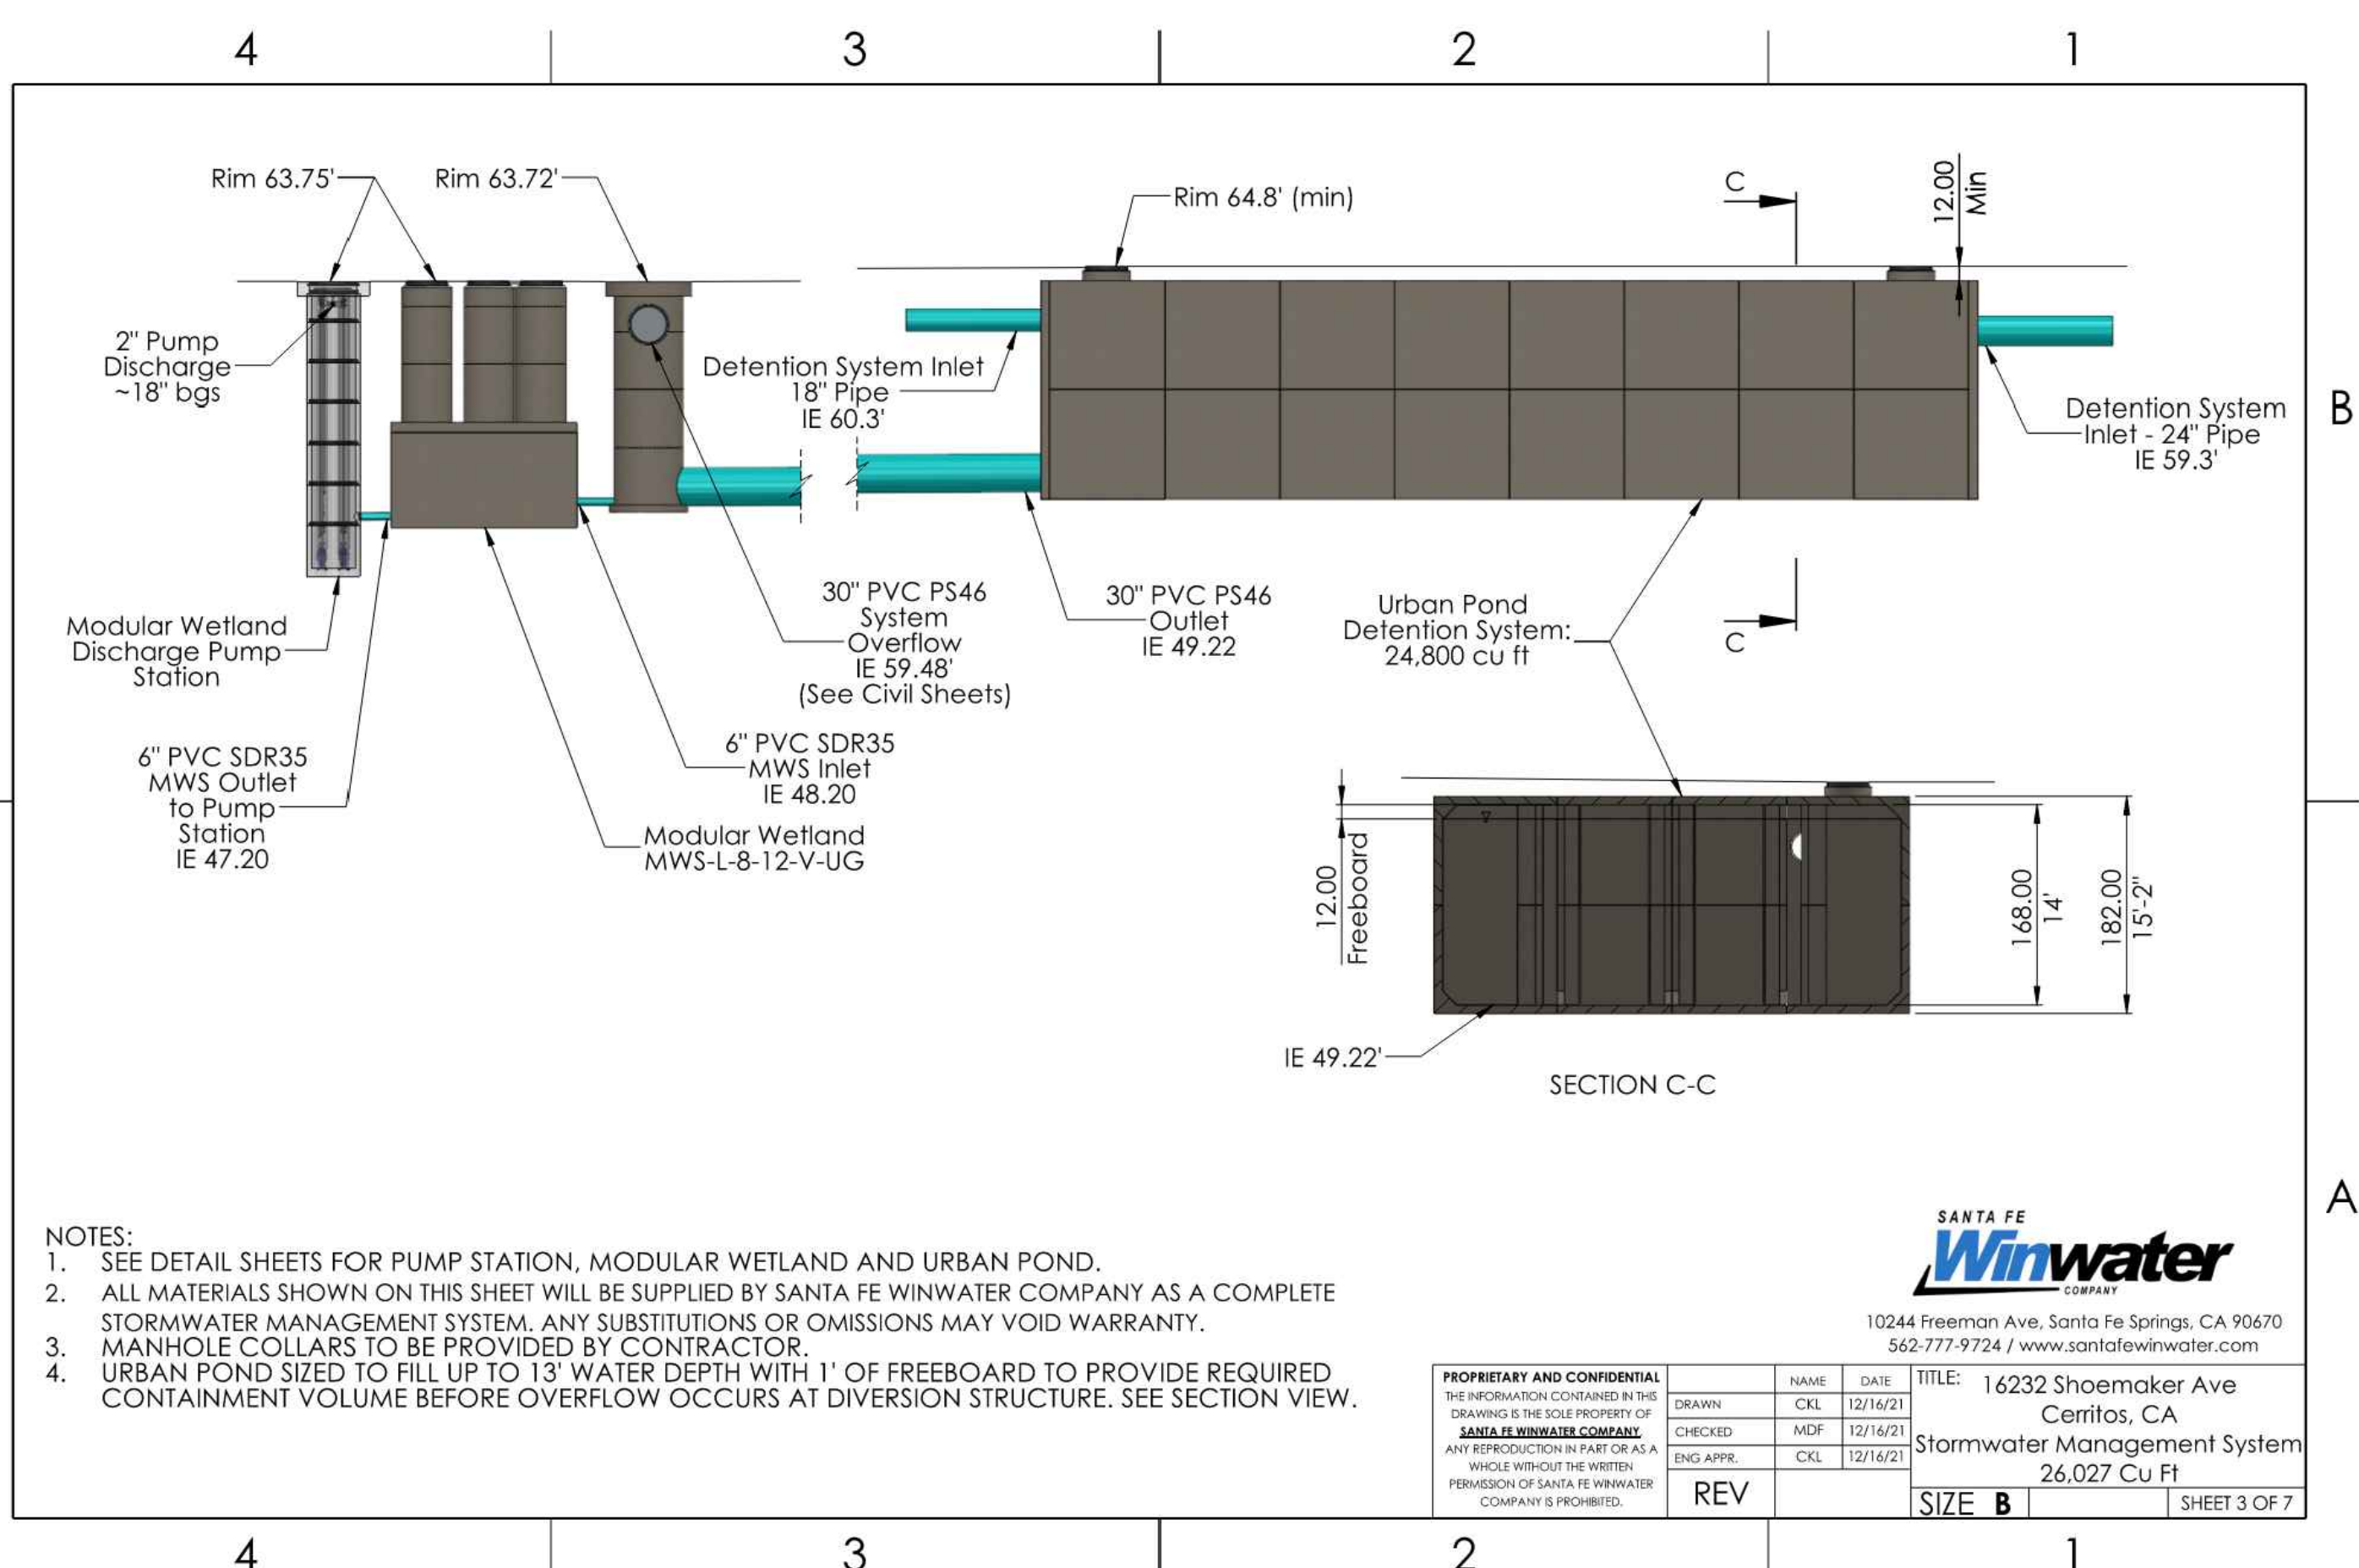 4
3
2
1
Rim 63.75'
Rim 63.72'
Rim 64.8' (min)
C
12.00
Min
2" Pump
Discharge
~18" bgs
Detention System Inlet
18" Pipe
IE 60.3'
Detention System
Inlet - 24" Pipe
IE 59.3'
B
Modular Wetland
Discharge Pump
Station
30" PVC PS46
System
Overflow
IE 59.48'
(See Civil Sheets)
30" PVC PS46
Outlet
IE 49.22
Urban Pond
Detention System:
24,800 cu ft
C
6" PVC SDR35
MWS Outlet
to Pump
Station
IE 47.20
6" PVC SDR35
MWS Inlet
IE 48.20
Modular Wetland
MWS-L-8-12-V-UG
12.00
Freeboard
168.00
14'
182.00
15'-2"
IE 49.22'
SECTION C-C
A
NOTES:
1. SEE DETAIL SHEETS FOR PUMP STATION, MODULAR WETLAND AND URBAN POND.
2. ALL MATERIALS SHOWN ON THIS SHEET WILL BE SUPPLIED BY SANTA FE WINWATER COMPANY AS A COMPLETE
STORMWATER MANAGEMENT SYSTEM. ANY SUBSTITUTIONS OR OMISSIONS MAY VOID WARRANTY.
3. MANHOLE COLLARS TO BE PROVIDED BY CONTRACTOR.
4. URBAN POND SIZED TO FILL UP TO 13' WATER DEPTH WITH 1' OF FREEBOARD TO PROVIDE REQUIRED
CONTAINMENT VOLUME BEFORE OVERFLOW OCCURS AT DIVERSION STRUCTURE. SEE SECTION VIEW.
SANTA FE
Winwater
COMPANY
10244 Freeman Ave, Santa Fe Springs, CA 90670
562-777-9724 / www.santafewinwater.com
PROPRIETARY AND CONFIDENTIAL
THE INFORMATION CONTAINED IN THIS
DRAWING IS THE SOLE PROPERTY OF
SANTA FE WINWATER COMPANY.
ANY REPRODUCTION IN PART OR AS A
WHOLE WITHOUT THE WRITTEN
PERMISSION OF SANTA FE WINWATER
COMPANY IS PROHIBITED.
NAME DATE
DRAWN CKL 12/16/21
CHECKED MDF 12/16/21
ENG APPR. CKL 12/16/21
REV
TITLE: 16232 Shoemaker Ave
Cerritos, CA
Stormwater Management System
26,027 Cu Ft
SIZE B
SHEET 3 OF 7
4
3
2
1